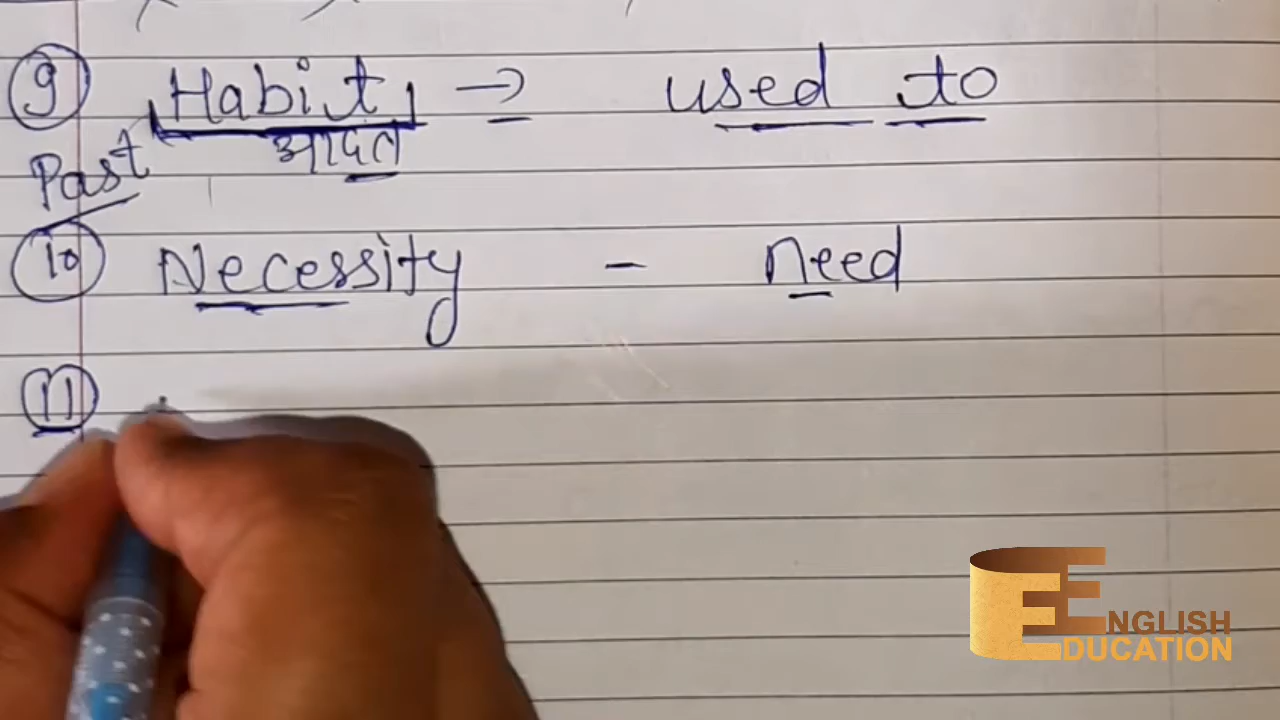 9 Habit → used to
आदत
Past
10 Necessity - need
11
ENGLISH
EDUCATION